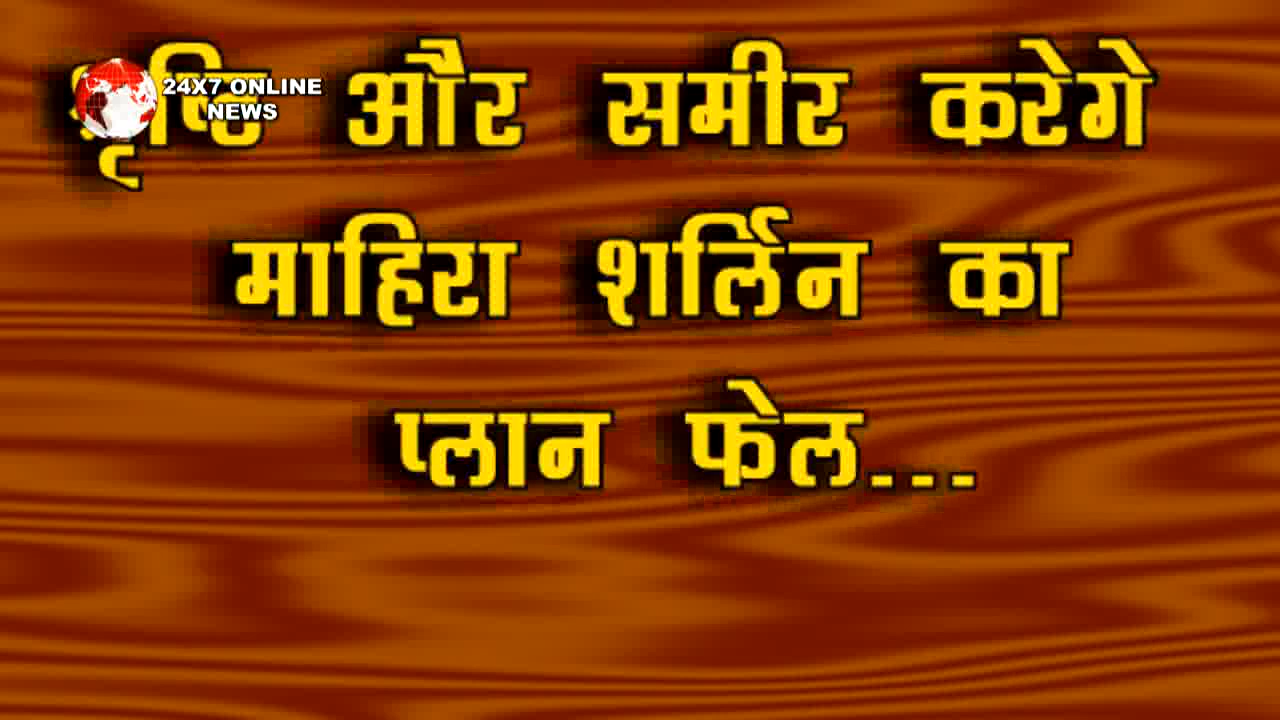 24X7 ONLINE
NEWS
और समीर करेगे
माहिरा शर्लिन का
प्लान फेल...